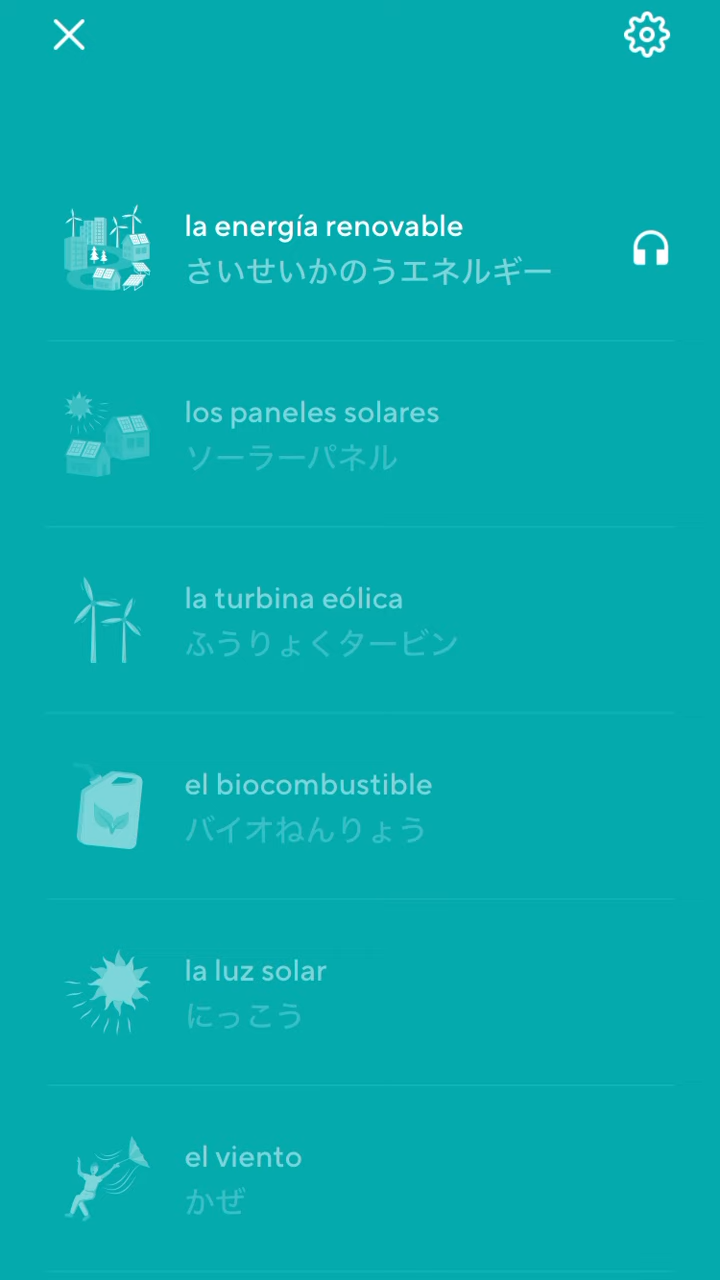 la energía renovable
さいせいかのうエネルギー
los paneles solares
ソーラーパネル
la turbina eólica
ふうりょくタービン
el biocombustible
バイオねんりょう
la luz solar
にっこう
el viento
かぜ